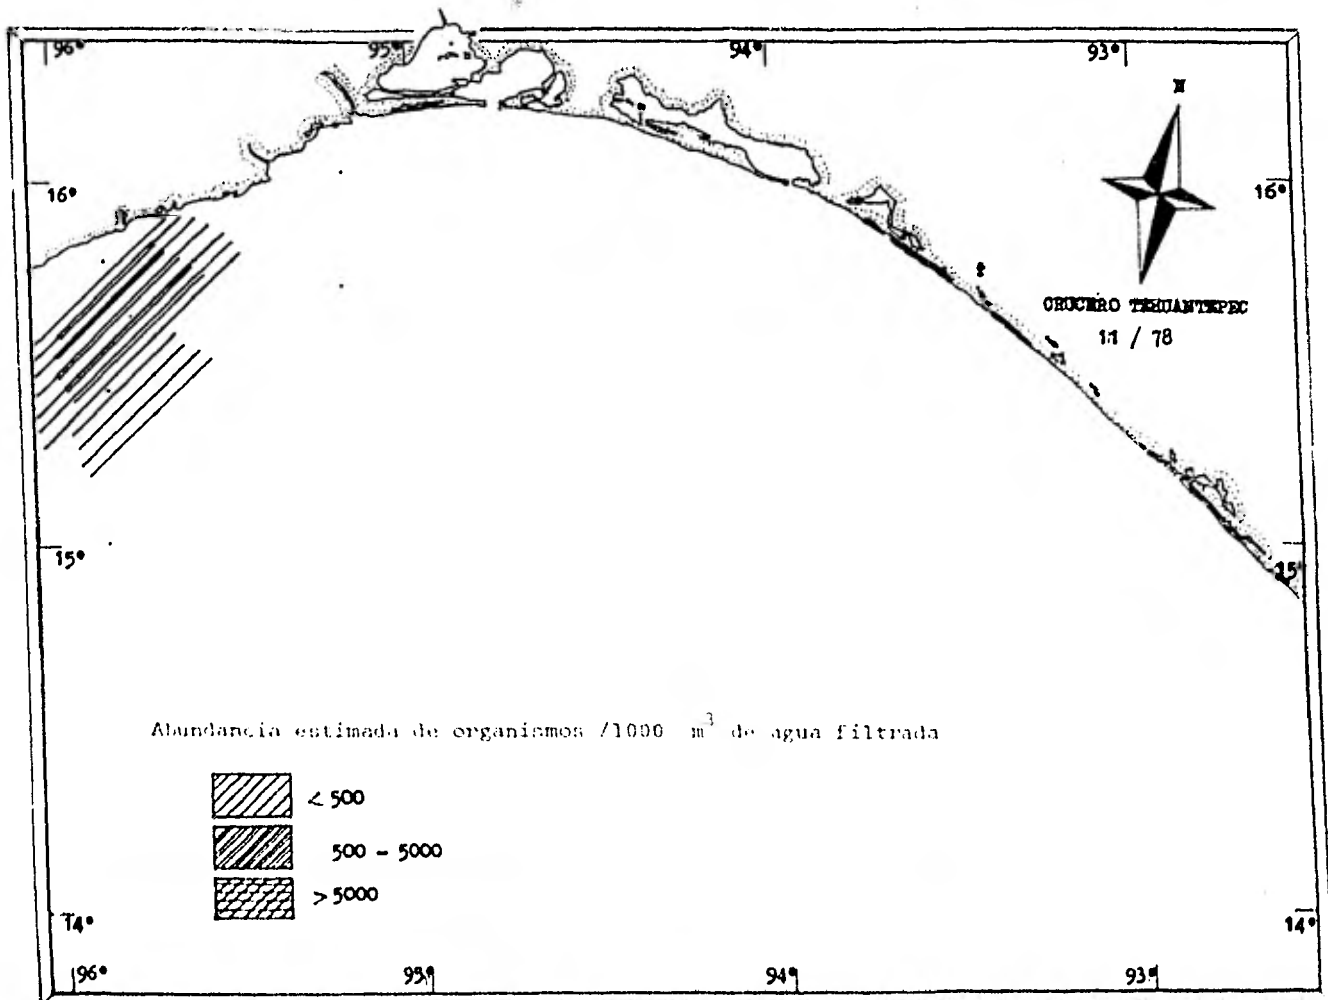 96° 95° 94° 93°
N
16° 16°
CRUCERO TEHUANTEPEC
11 / 78
15° 15°
Abundancia estimada de organismos /1000 m³ de agua filtrada
< 500
500 - 5000
> 5000
14° 14°
96° 95° 94° 93°